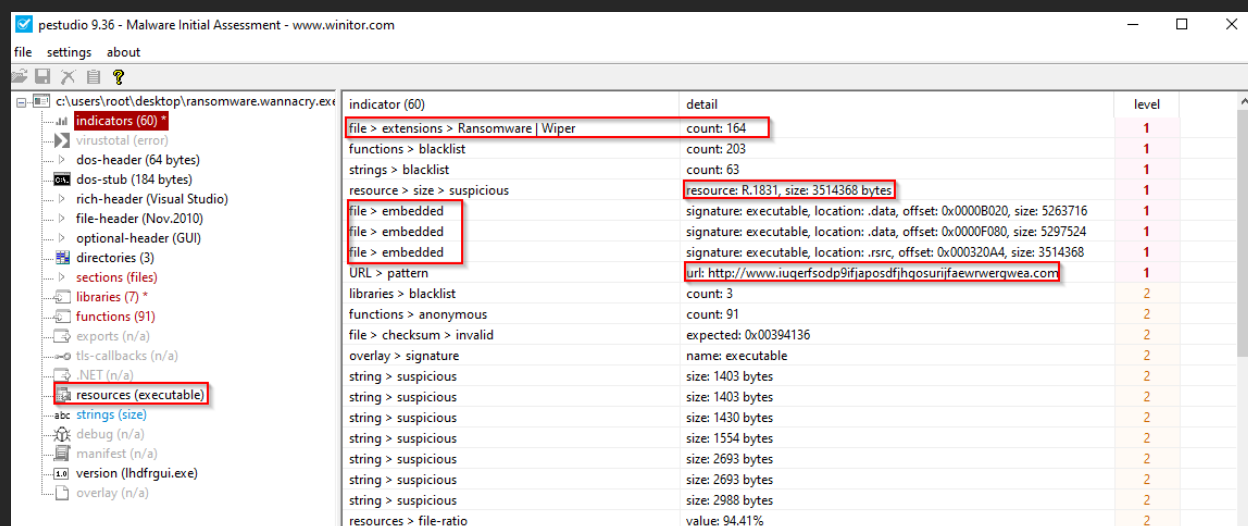 pestudio 9.36 - Malware Initial Assessment - www.winitor.com
file settings about
c:\users\root\desktop\ransomware.wannacry.exe
indicators (60) *
virustotal (error)
dos-header (64 bytes)
dos-stub (184 bytes)
rich-header (Visual Studio)
file-header (Nov.2010)
optional-header (GUI)
directories (3)
sections (files)
libraries (7) *
functions (91)
exports (n/a)
tls-callbacks (n/a)
.NET (n/a)
resources (executable)
abc strings (size)
debug (n/a)
manifest (n/a)
1.0 version (lhdfrgui.exe)
overlay (n/a)
indicator (60) detail level
file > extensions > Ransomware | Wiper count: 164 1
functions > blacklist count: 203 1
strings > blacklist count: 63 1
resource > size > suspicious resource: R.1831, size: 3514368 bytes 1
file > embedded signature: executable, location: .data, offset: 0x0000B020, size: 5263716 1
file > embedded signature: executable, location: .data, offset: 0x0000F080, size: 5297524 1
file > embedded signature: executable, location: .rsrc, offset: 0x000320A4, size: 3514368 1
URL > pattern url: http://www.iuqerfsodp9ifjaposdfjhgosurijfaewrwergwea.com 1
libraries > blacklist count: 3 2
functions > anonymous count: 91 2
file > checksum > invalid expected: 0x00394136 2
overlay > signature name: executable 2
string > suspicious size: 1403 bytes 2
string > suspicious size: 1403 bytes 2
string > suspicious size: 1430 bytes 2
string > suspicious size: 1554 bytes 2
string > suspicious size: 2693 bytes 2
string > suspicious size: 2693 bytes 2
string > suspicious size: 2988 bytes 2
resources > file-ratio value: 94.41% 2